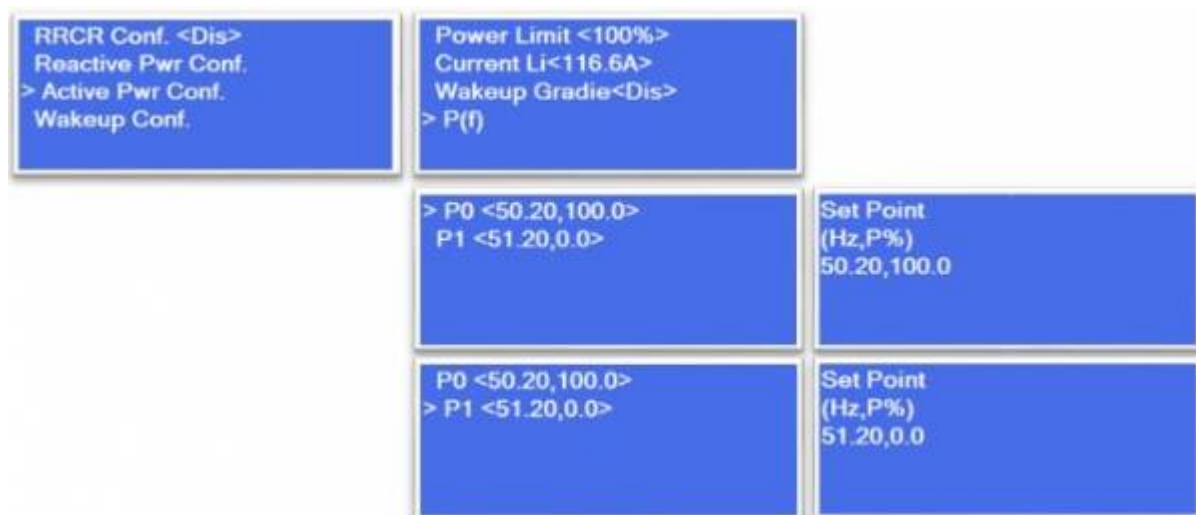 RRCR Conf. <Dis>
Reactive Pwr Conf.
> Active Pwr Conf.
Wakeup Conf.
Power Limit <100%>
Current Li<116.6A>
Wakeup Gradie<Dis>
> P(f)
> P0 <50.20,100.0>
P1 <51.20,0.0>
Set Point
(Hz,P%)
50.20,100.0
P0 <50.20,100.0>
> P1 <51.20,0.0>
Set Point
(Hz,P%)
51.20,0.0